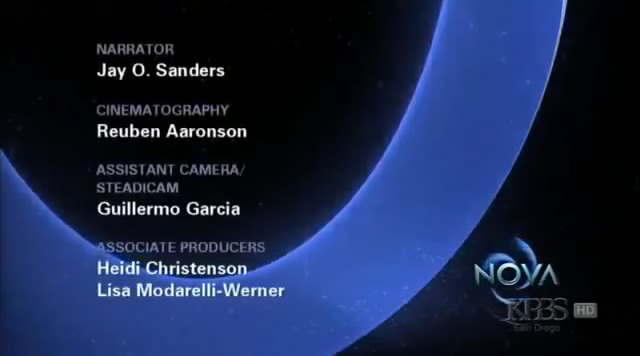 NARRATOR
Jay O. Sanders
CINEMATOGRAPHY
Reuben Aaronson
ASSISTANT CAMERA/
STEADICAM
Guillermo Garcia
ASSOCIATE PRODUCERS
Heidi Christenson
Lisa Modarelli-Werner
NOVA
KPBS HD
San Diego